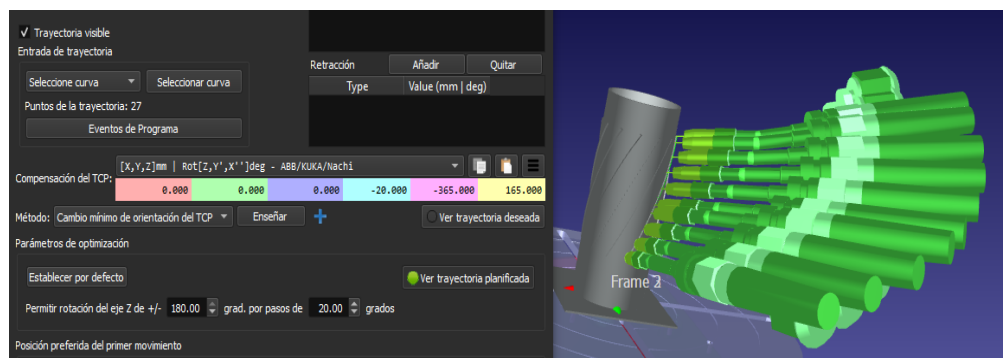 Trayectoria visible
Entrada de trayectoria
Seleccione curva
Seleccionar curva
Puntos de la trayectoria: 27
Eventos de Programa
Retracción
Añadir
Quitar
Type
Value (mm | deg)
Compensación del TCP:
[X,Y,Z]mm | Rot[Z,Y',X'']deg - ABB/KUKA/Nachi
0.000 0.000 0.000 -20.000 -365.000 165.000
Método: Cambio mínimo de orientación del TCP
Enseñar
Ver trayectoria deseada
Parámetros de optimización
Establecer por defecto
Ver trayectoria planificada
Permitir rotación del eje Z de +/- 180.00 grad. por pasos de 20.00 grados
Posición preferida del primer movimiento
Frame 2